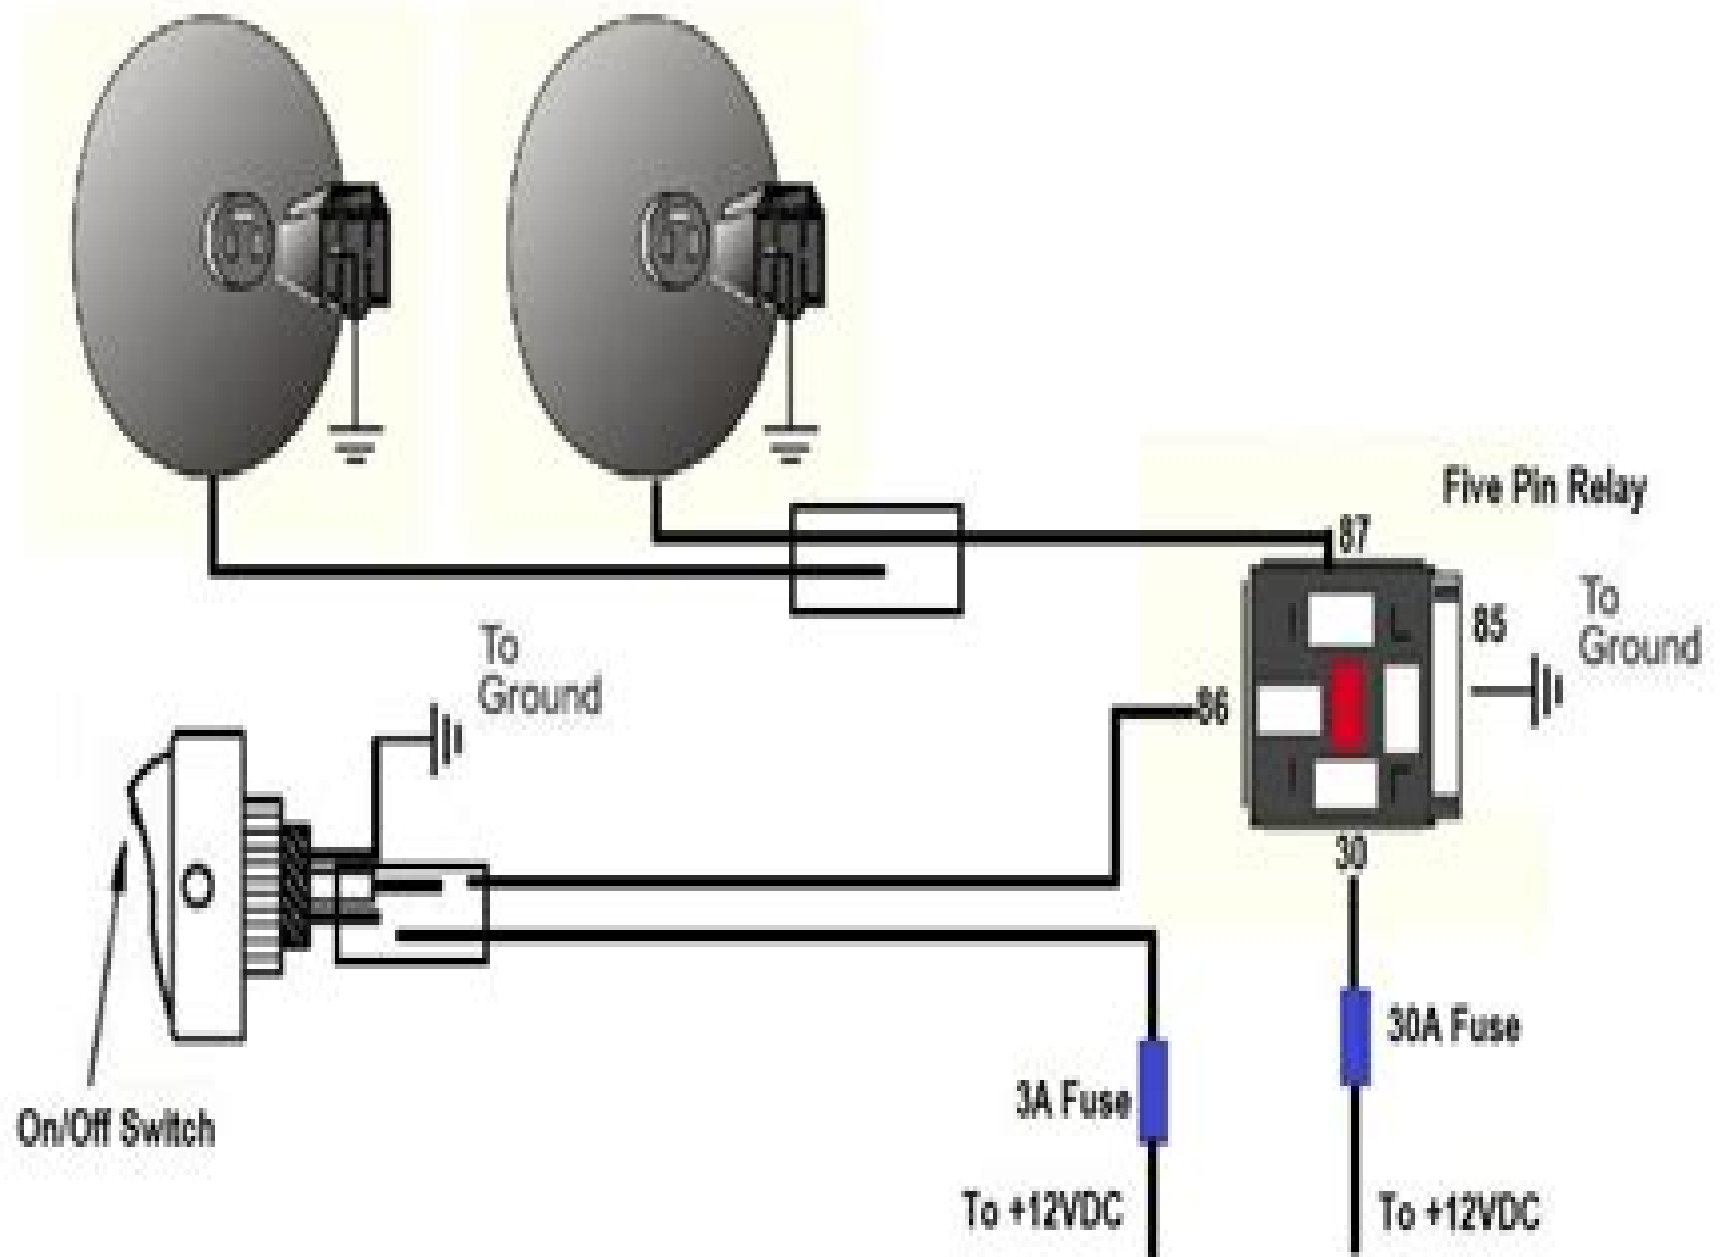 Five Pin Relay
87
To
Ground
85
To
Ground
86
30
30A Fuse
3A Fuse
On/Off Switch
To +12VDC
To +12VDC